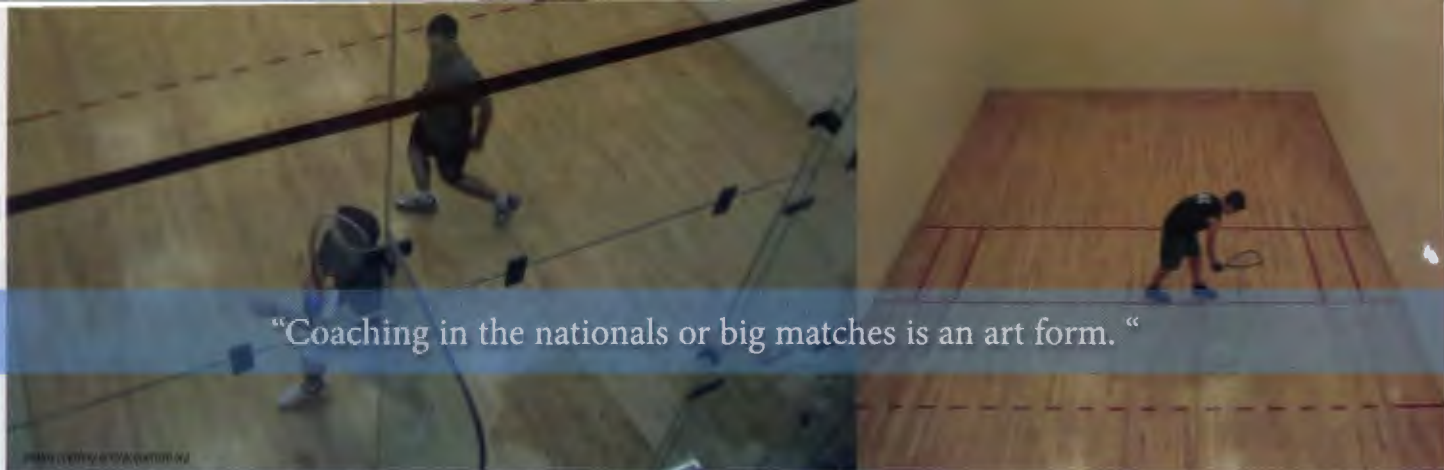 “Coaching in the nationals or big matches is an art form. “